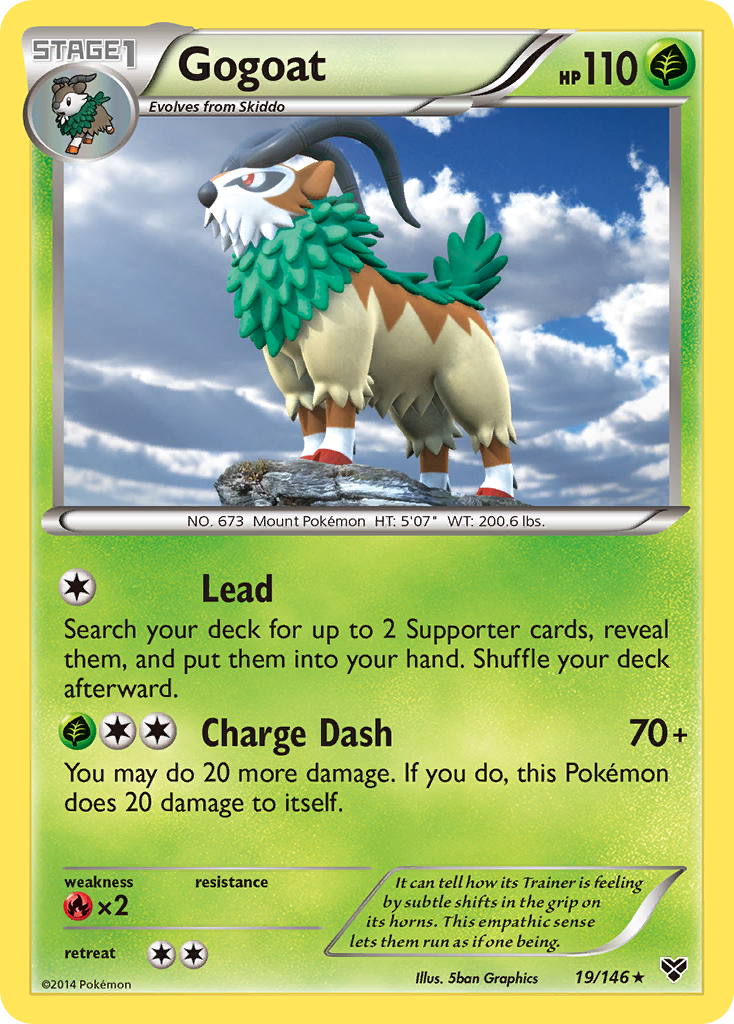 STAGE1
Gogoat
HP110
Evolves from Skiddo
NO. 673 Mount Pokémon HT: 5'07" WT: 200.6 lbs.
Lead
Search your deck for up to 2 Supporter cards, reveal
them, and put them into your hand. Shuffle your deck
afterward.
Charge Dash 70+
You may do 20 more damage. If you do, this Pokémon
does 20 damage to itself.
weakness resistance
×2
retreat
It can tell how its Trainer is feeling
by subtle shifts in the grip on
its horns. This empathic sense
lets them run as if one being.
©2014 Pokémon
Illus. 5ban Graphics 19/146★